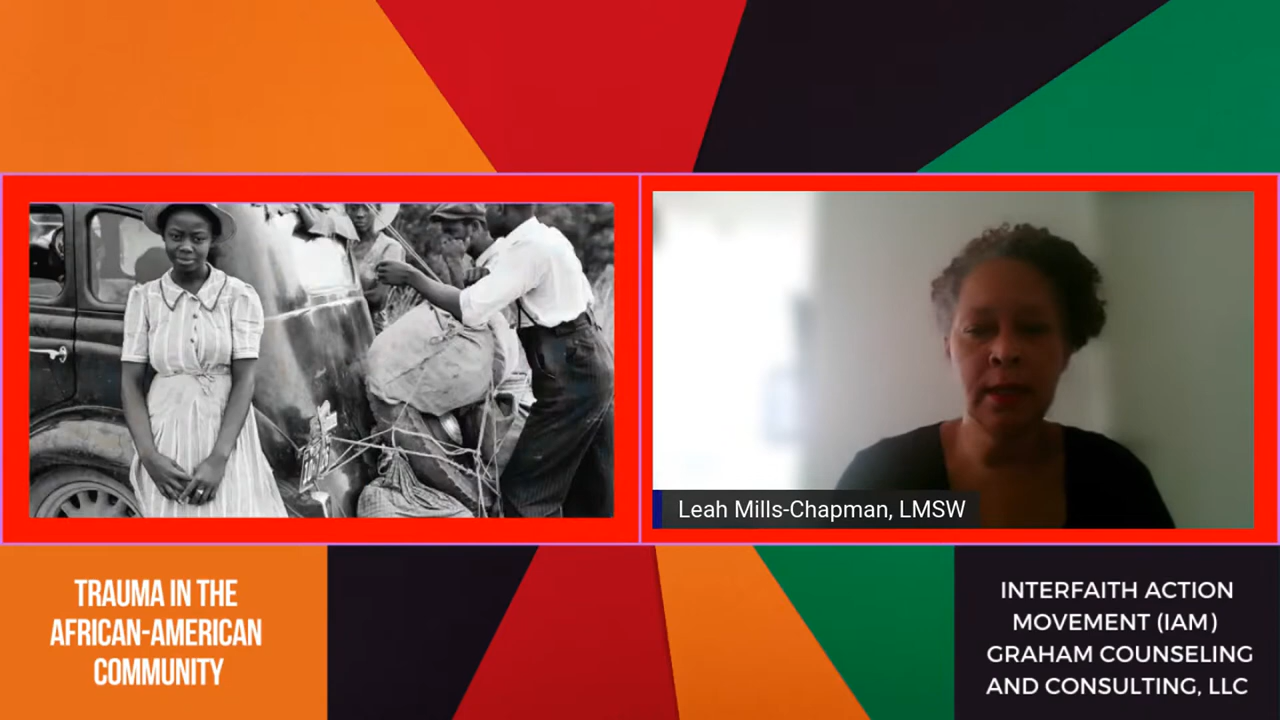 Leah Mills-Chapman, LMSW
TRAUMA IN THE
AFRICAN-AMERICAN
COMMUNITY
INTERFAITH ACTION
MOVEMENT (IAM)
GRAHAM COUNSELING
AND CONSULTING, LLC